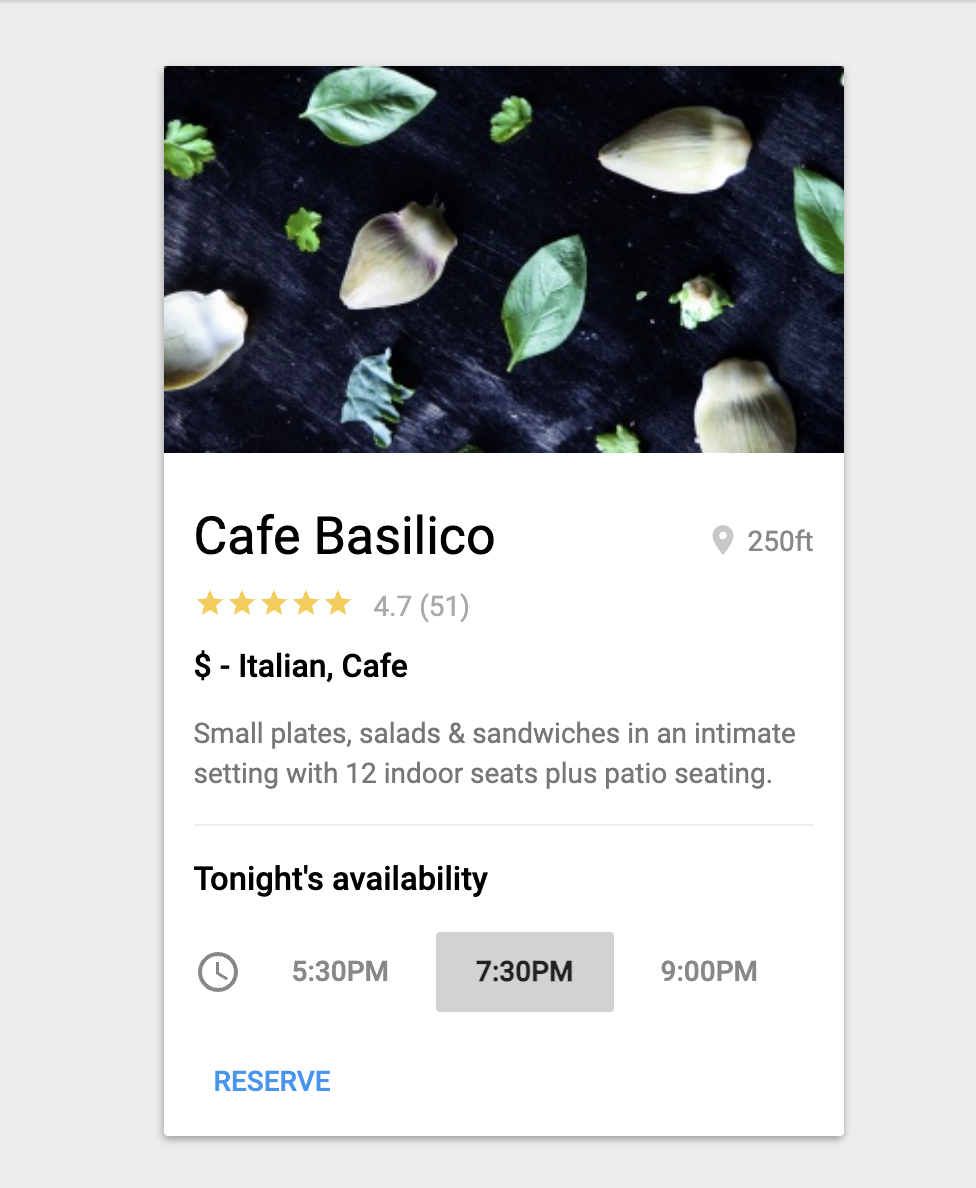 Cafe Basilico
250ft
4.7 (51)
$ - Italian, Cafe
Small plates, salads & sandwiches in an intimate
setting with 12 indoor seats plus patio seating.
Tonight's availability
5:30PM 7:30PM 9:00PM
RESERVE